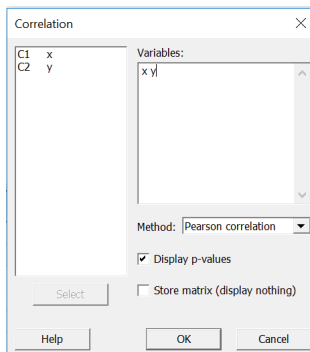 Correlation
C1 x
C2 y
Variables:
x y
Method: Pearson correlation
Display p-values
Store matrix (display nothing)
Select
Help
OK
Cancel